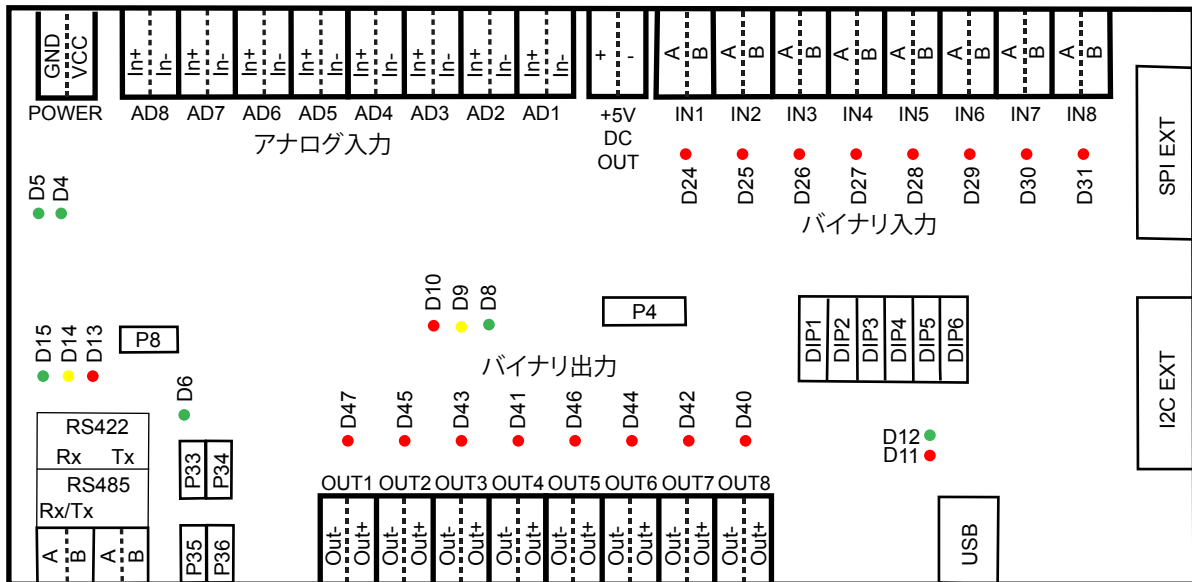 GND VCC
In+ In- In+ In- In+ In- In+ In- In+ In- In+ In- In+ In- In+ In-
+ -
A B A B A B A B A B A B A B A B
POWER
AD8 AD7 AD6 AD5 AD4 AD3 AD2 AD1
+5V
DC
OUT
IN1 IN2 IN3 IN4 IN5 IN6 IN7 IN8
アナログ入力
D24 D25 D26 D27 D28 D29 D30 D31
バイナリ入力
SPI EXT
D5 D4
D10 D9 D8
P4
DIP1 DIP2 DIP3 DIP4 DIP5 DIP6
I2C EXT
D15 D14 D13
P8
バイナリ出力
D6
D47 D45 D43 D41 D46 D44 D42 D40
D12
D11
RS422
Rx Tx
RS485
Rx/Tx
A B A B
P33 P34
P35 P36
OUT1 OUT2 OUT3 OUT4 OUT5 OUT6 OUT7 OUT8
Out- Out+ Out- Out+ Out- Out+ Out- Out+ Out- Out+ Out- Out+ Out- Out+ Out- Out+
USB